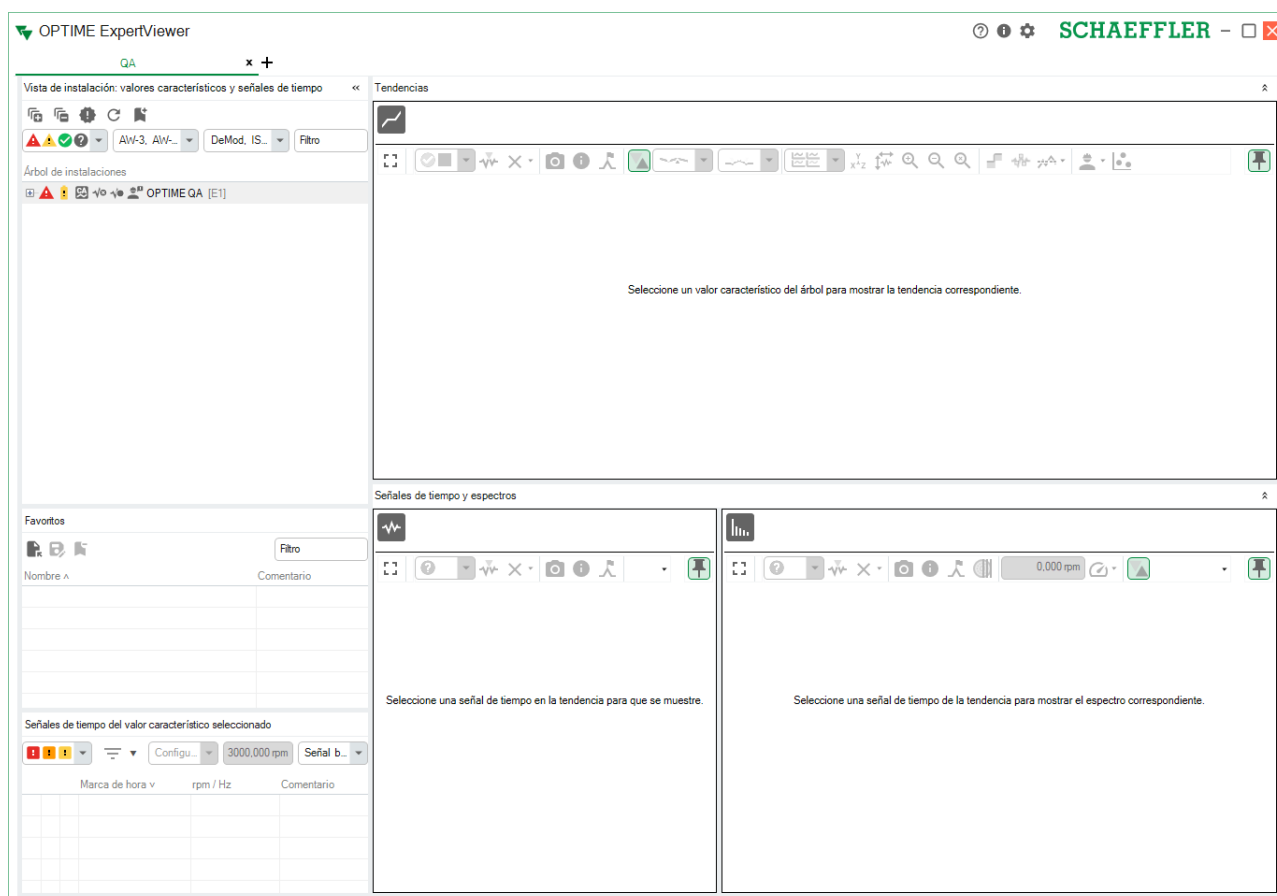 OPTIME ExpertViewer
SCHAEFFLER
QA
Vista de instalación: valores característicos y señales de tiempo
AW-3, AW-...
DeMod, IS...
Filtro
Árbol de instalaciones
OPTIME QA [E1]
Tendencias
Seleccione un valor característico del árbol para mostrar la tendencia correspondiente.
Favoritos
Filtro
Nombre
Comentario
Señales de tiempo del valor característico seleccionado
Configu...
3000,000 rpm
Señal b...
Marca de hora
rpm / Hz
Comentario
Señales de tiempo y espectros
Seleccione una señal de tiempo en la tendencia para que se muestre.
0,000 rpm
Seleccione una señal de tiempo de la tendencia para mostrar el espectro correspondiente.